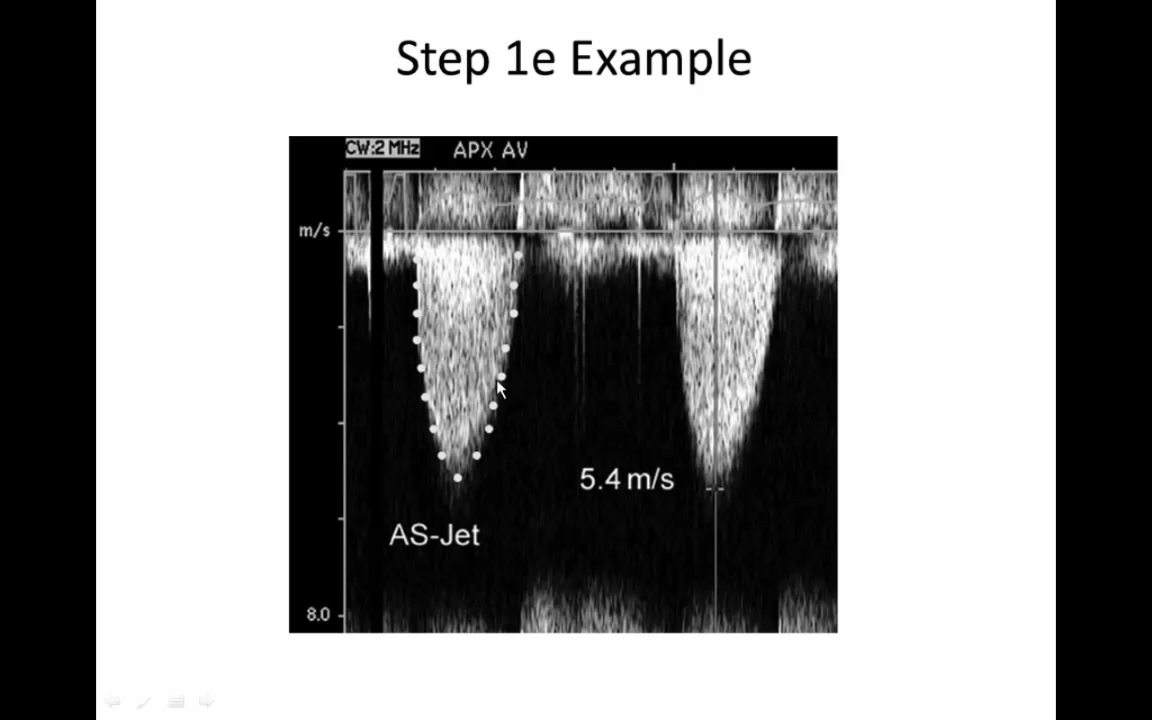 Step 1e Example
CW:2 MHz APX AV
m/s
5.4 m/s
AS-Jet
8.0